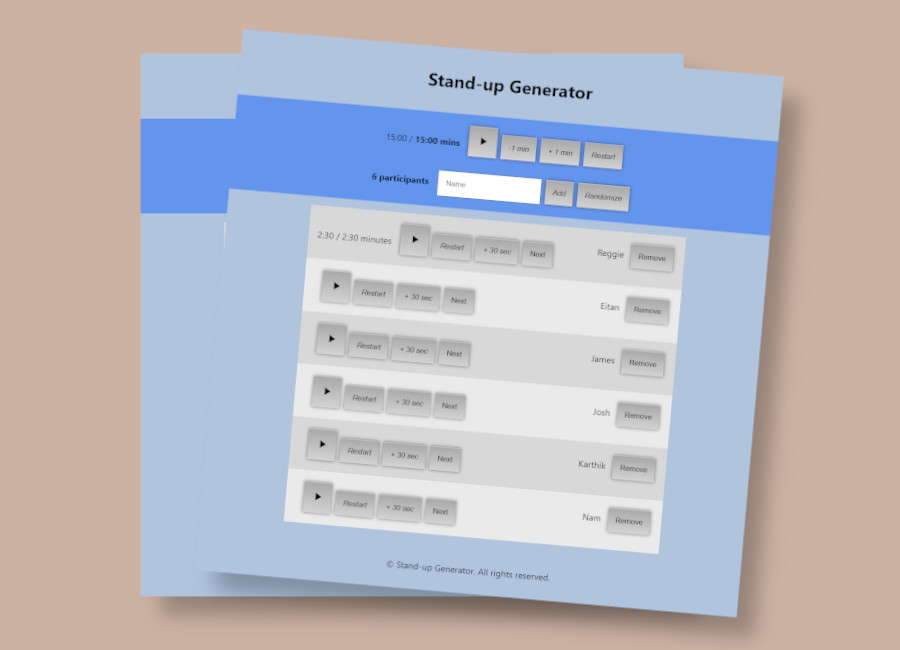 Stand-up Generator
15:00 / 15:00 mins -1 min + 1 min Restart
6 participants Name Add Randomize
2:30 / 2:30 minutes Restart + 30 sec Next Reggie Remove
Restart + 30 sec Next Eitan Remove
Restart + 30 sec Next James Remove
Restart + 30 sec Next Josh Remove
Restart + 30 sec Next Karthik Remove
Restart + 30 sec Next Nam Remove
© Stand-up Generator. All rights reserved.